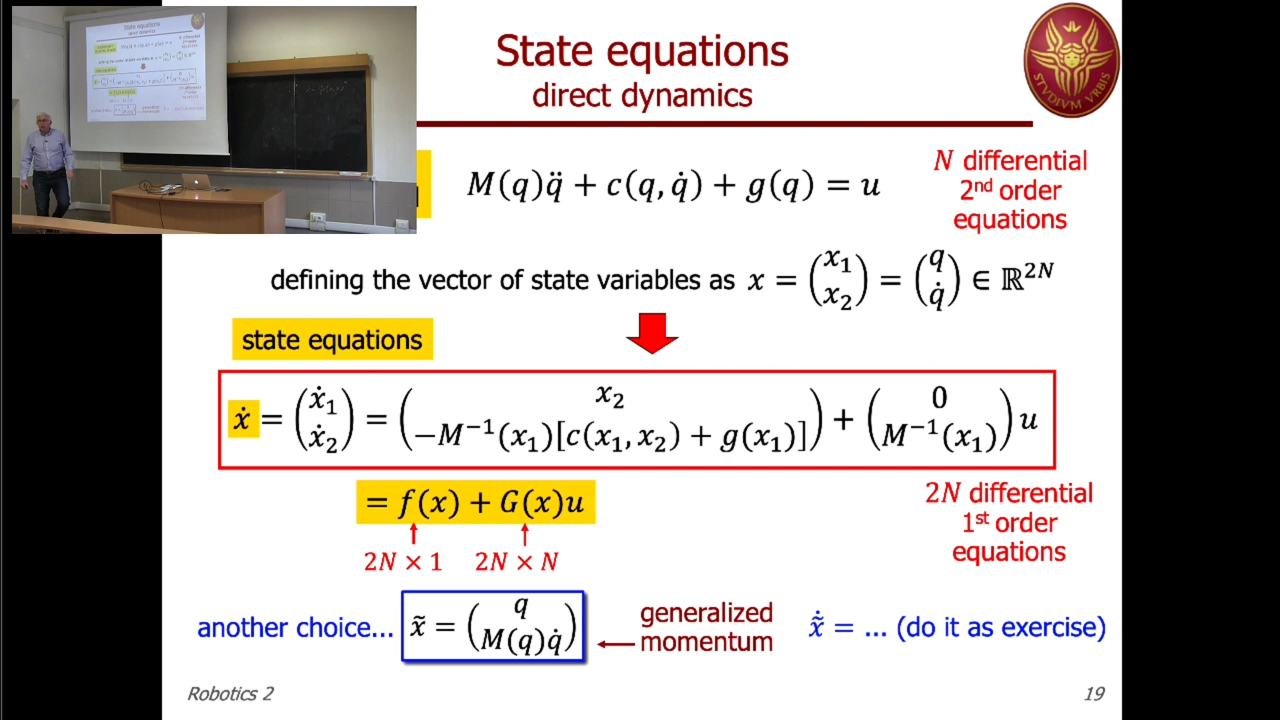 State equations
direct dynamics
STVDIVM VRBIS
M(q)q̈ + c(q, q̇) + g(q) = u
N differential
2nd order
equations
defining the vector of state variables as x = (x₁ x₂) = (q q̇) ∈ ℝ²ᴺ
state equations
ẋ = (ẋ₁ ẋ₂) = (x₂ −M⁻¹(x₁)[c(x₁, x₂) + g(x₁)]) + (0 M⁻¹(x₁)) u
= f(x) + G(x)u
2N × 1 2N × N
2N differential
1st order
equations
another choice... x̃ = (q M(q)q̇)
generalized
momentum
x̃̇ = ... (do it as exercise)
Robotics 2
19